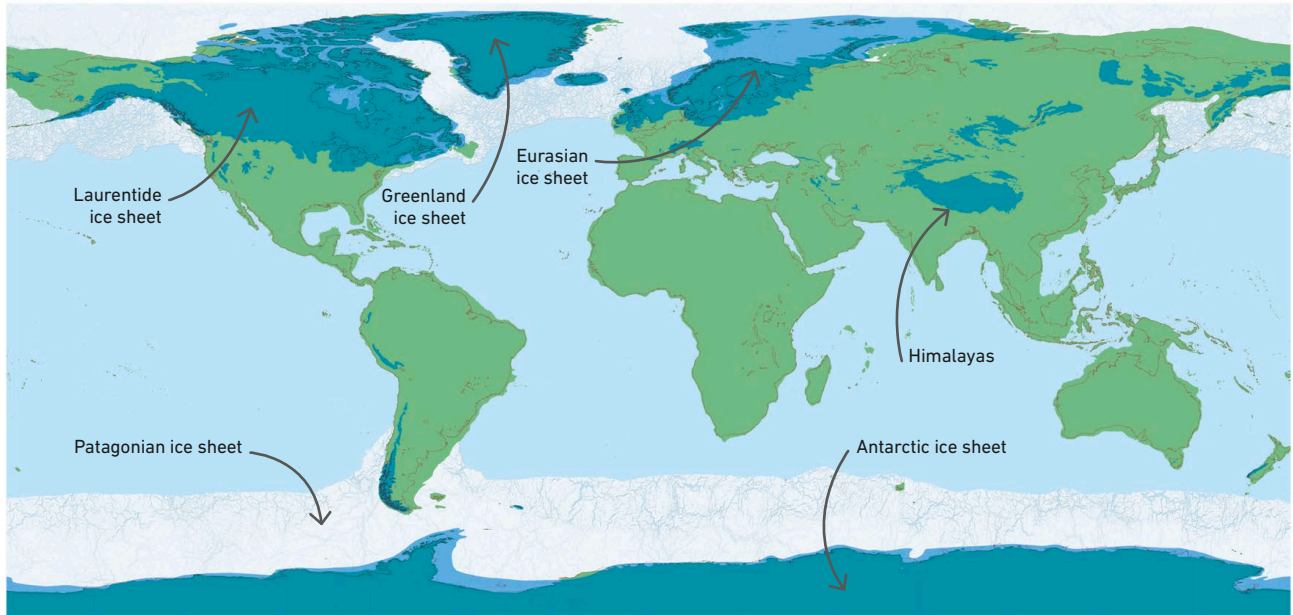 Laurentide
ice sheet
Greenland
ice sheet
Eurasian
ice sheet
Himalayas
Patagonian ice sheet
Antarctic ice sheet